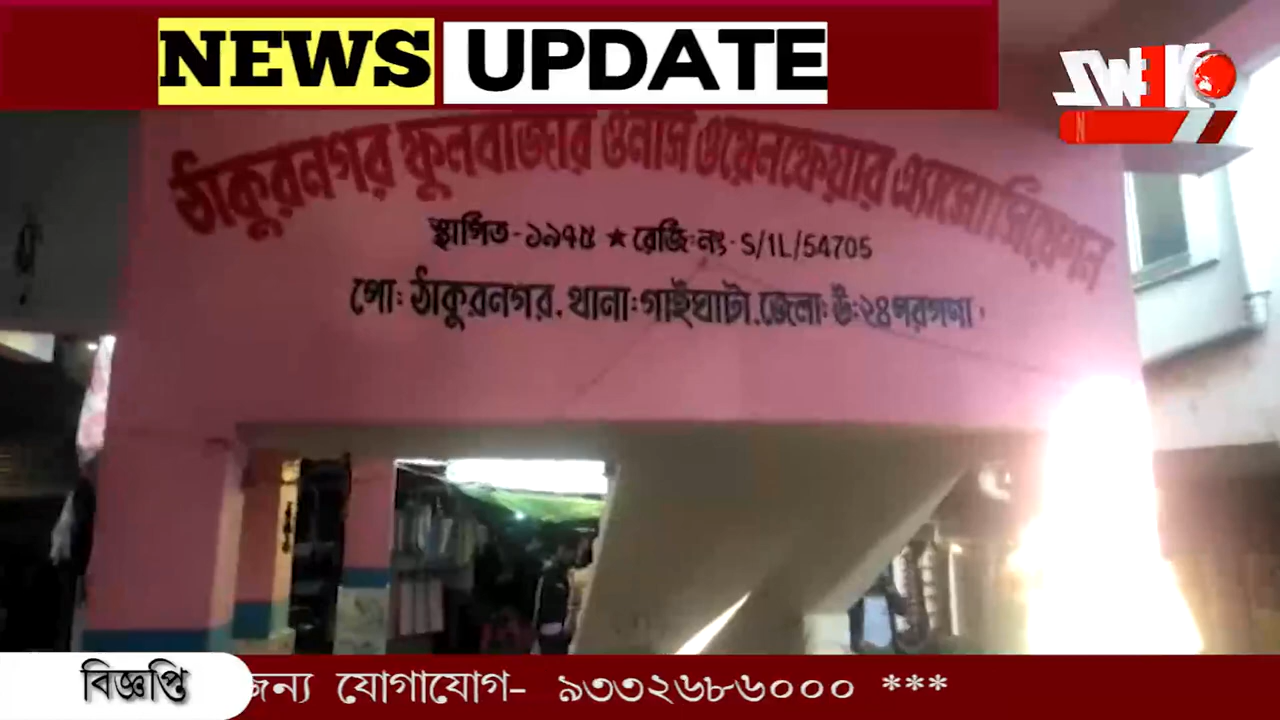 NEWS UPDATE
ঠাকুরনগর ফুলবাজার ওনার্স ওয়েলফেয়ার এ্যাসোসিয়েশন
স্থাপিত-১৯৭৫ ★ রেজিঃনং-S/1L/54705
পোঃ ঠাকুরনগর. থানাঃগাইঘাটা.জেলাঃউঃ২৪পরগণা
বিজ্ঞপ্তি
জন্য যোগাযোগ- ৯৩৩২৬৮৬০০০ ***